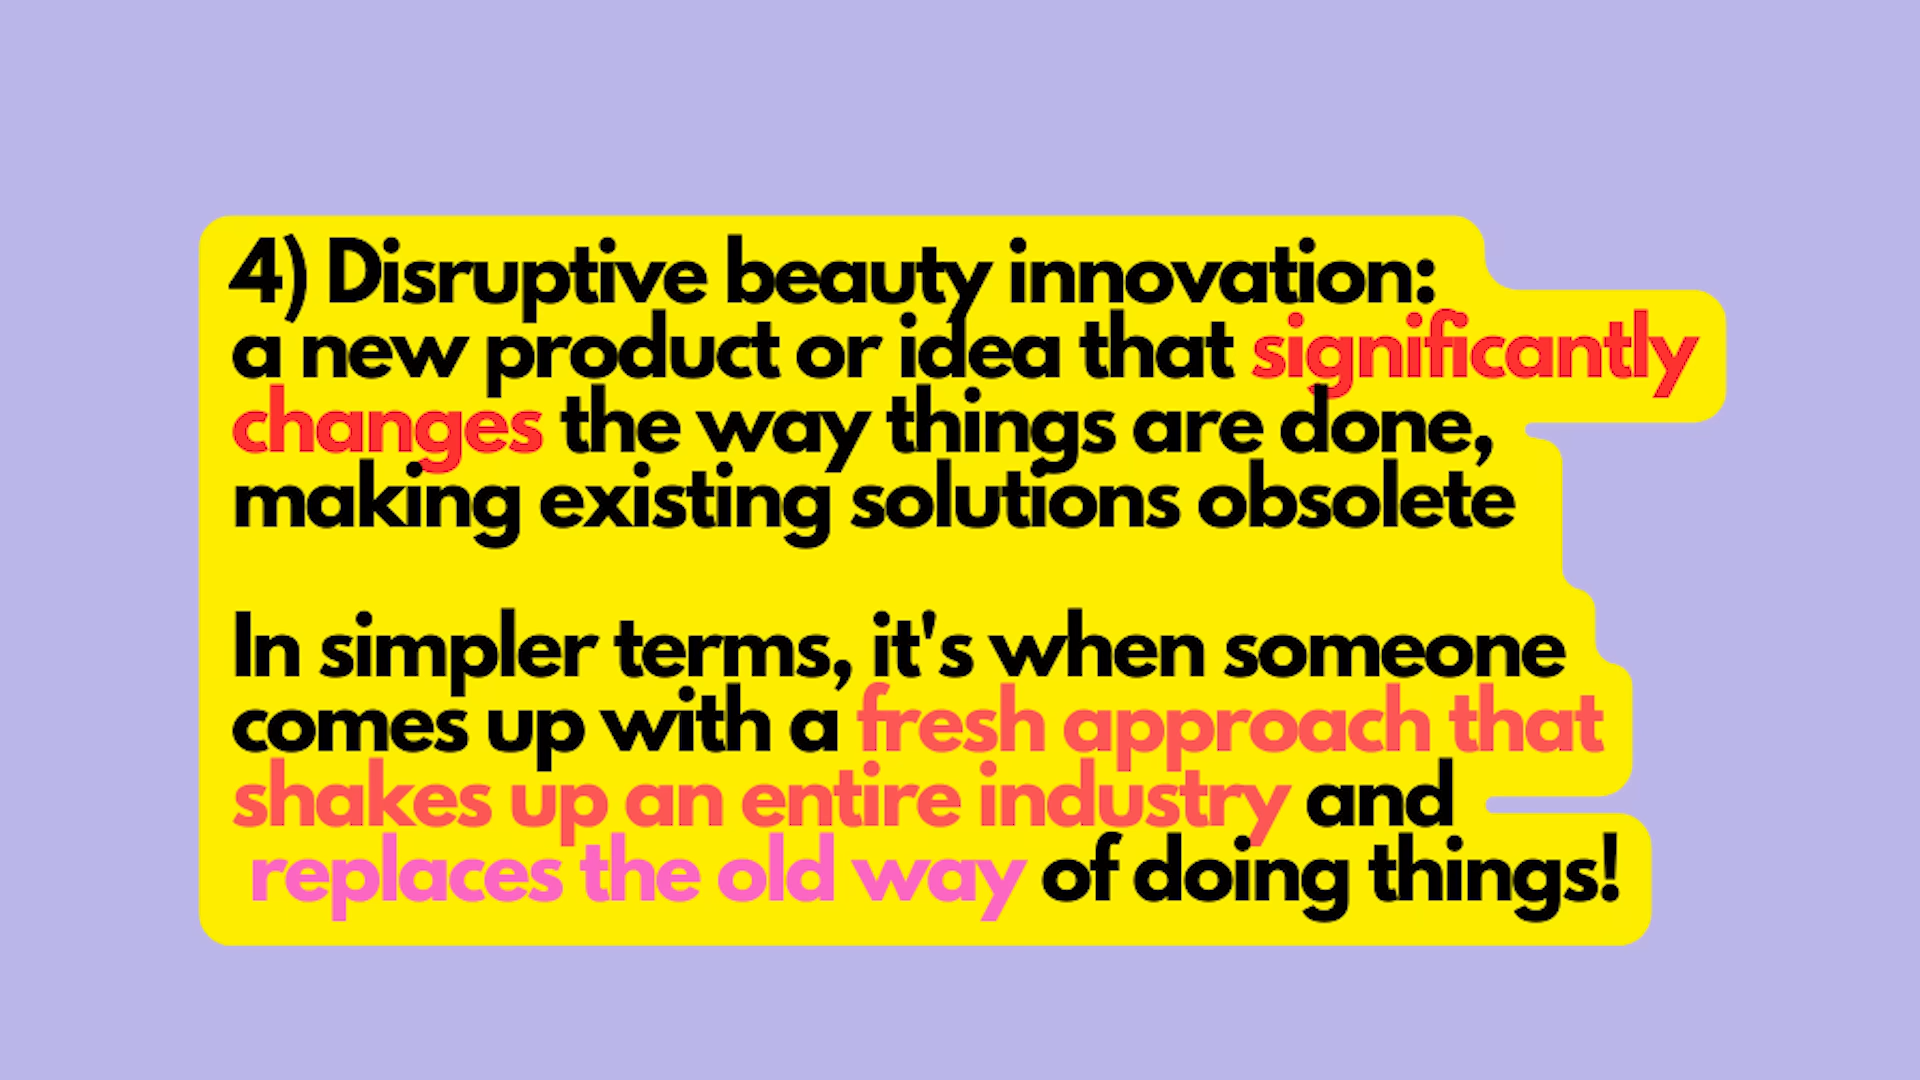 4) Disruptive beauty innovation:
a new product or idea that significantly
changes the way things are done,
making existing solutions obsolete
In simpler terms, it's when someone
comes up with a fresh approach that
shakes up an entire industry and
replaces the old way of doing things!